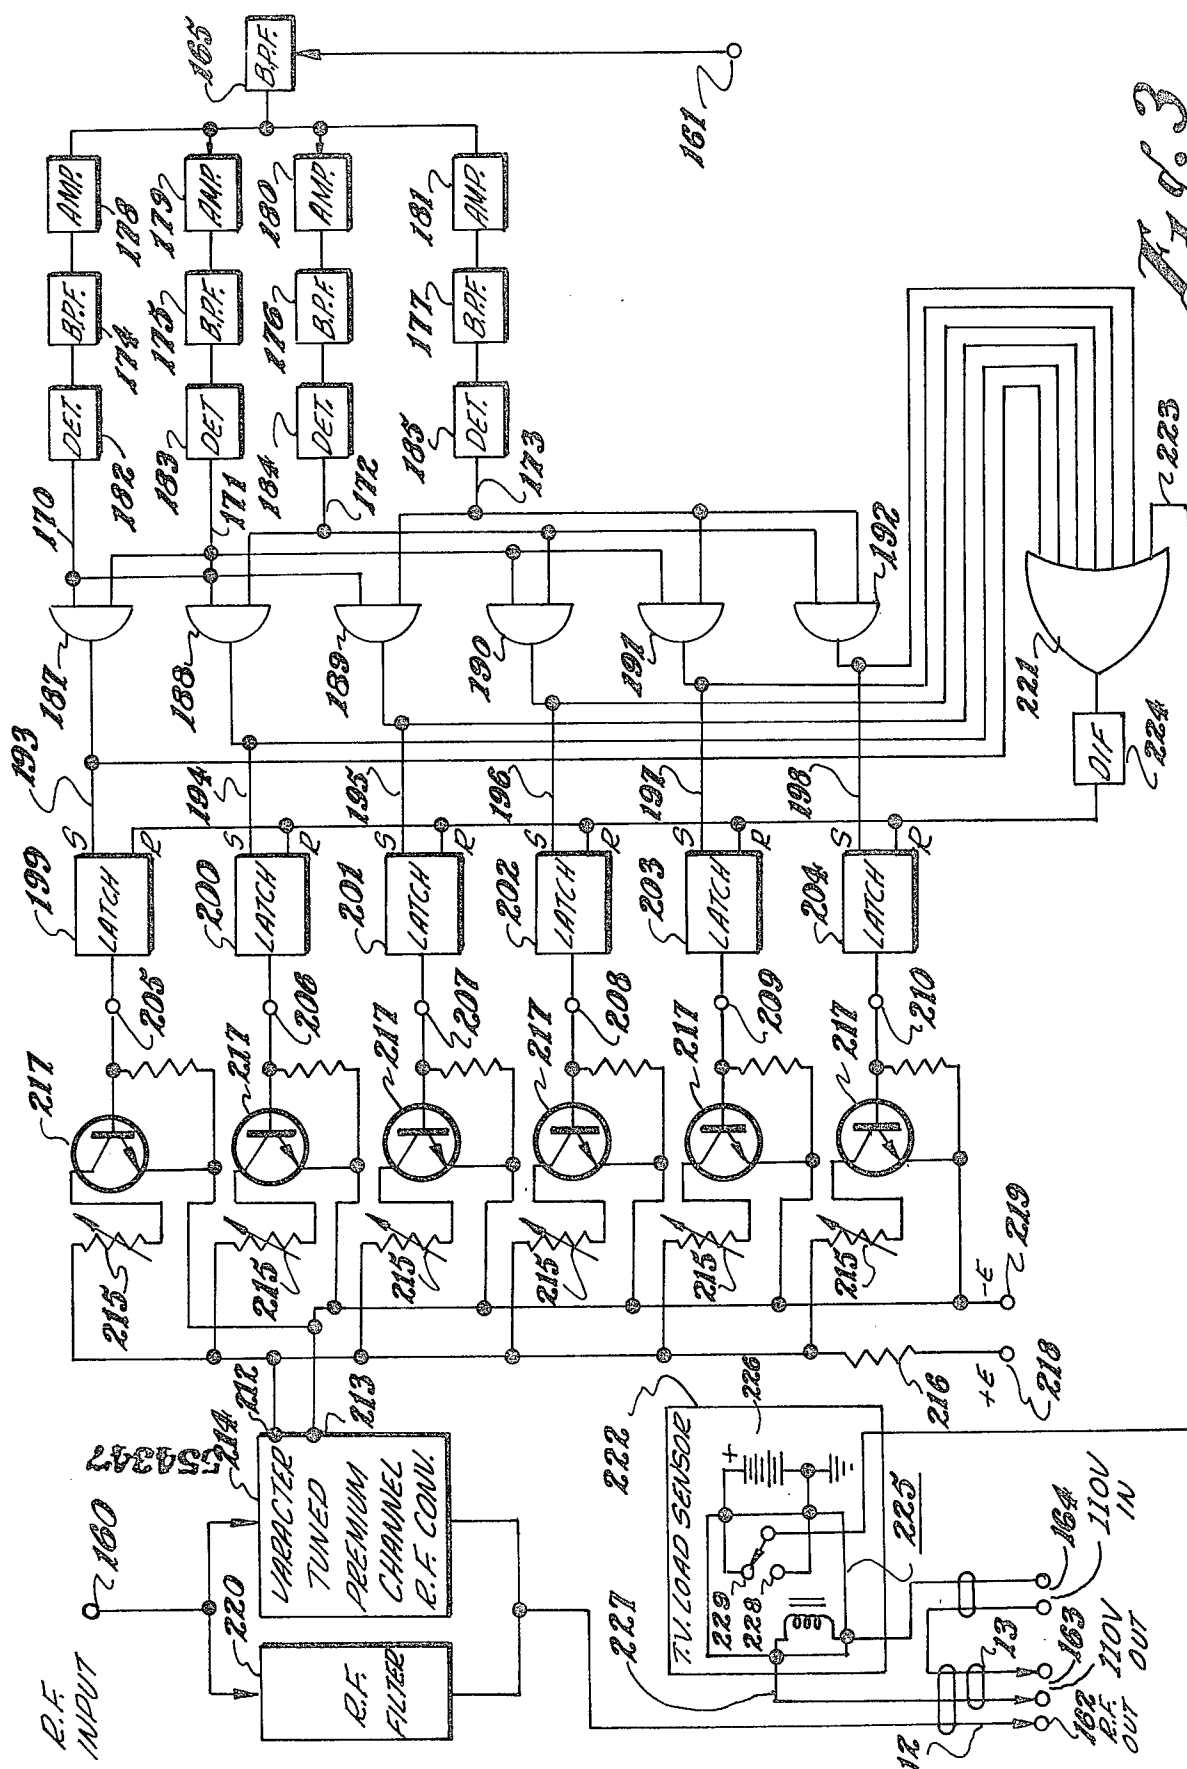 R.F.
INPUT
160
220
R.F.
FILTER
214
212
213
554347
VARACTER
TUNED
PREMIUM
CHANNEL
R.F. CONV.
222
T.V. LOAD SENSOR
226
+
229
228
225
227
216
+E
218
-E
219
12
162
R.F.
OUT
163
110V
OUT
13
164
110V
IN
215
215
215
215
215
215
217
217
217
217
217
217
205
206
207
208
209
210
199
200
201
202
203
204
LATCH
LATCH
LATCH
LATCH
LATCH
LATCH
S
R
S
R
S
R
S
R
S
R
S
R
193
194
195
196
197
198
187
188
189
190
191
192
221
223
224
DIF
170
171
172
173
182
183
184
185
DET.
DET
DET.
DET.
174
175
176
177
B.P.F.
B.P.F.
B.P.F.
B.P.F.
178
179
180
181
AMP.
AMP.
AMP.
AMP.
165
B.P.F.
161
Fig. 3